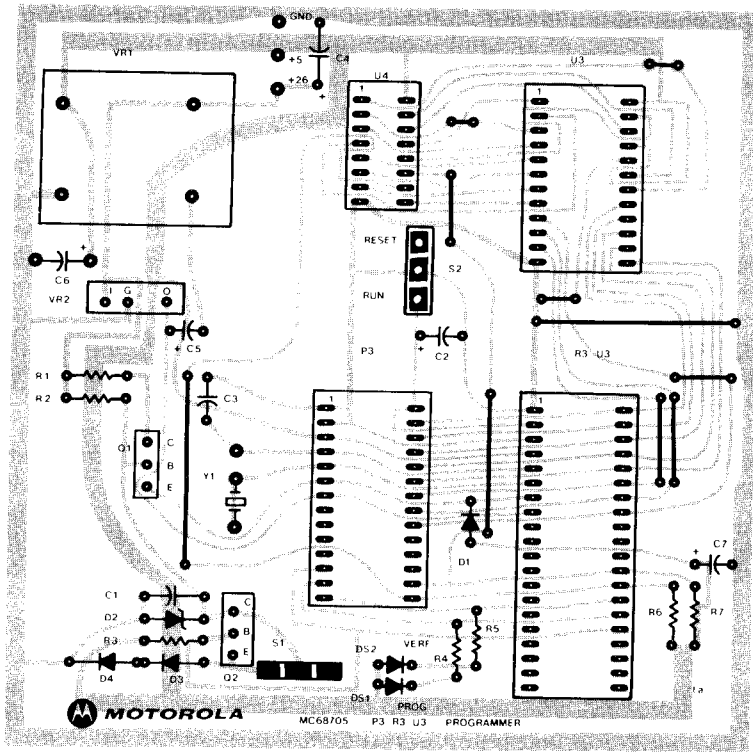 GND
VR1
+5
C4
+26
+
U4
U3
1
1
RESET
S2
RUN
+
C6
I G O
VR2
+
C5
+
C2
P3
R3 U3
R1
R2
C3
1
1
Q1
C
B
E
Y1
D1
+
C7
C1
D2
R3
D4
D3
C
B
E
Q2
S1
DS2
VERF
DS1
PROG
R4
R5
R6
R7
MOTOROLA
MC68705 P3 R3 U3 PROGRAMMER